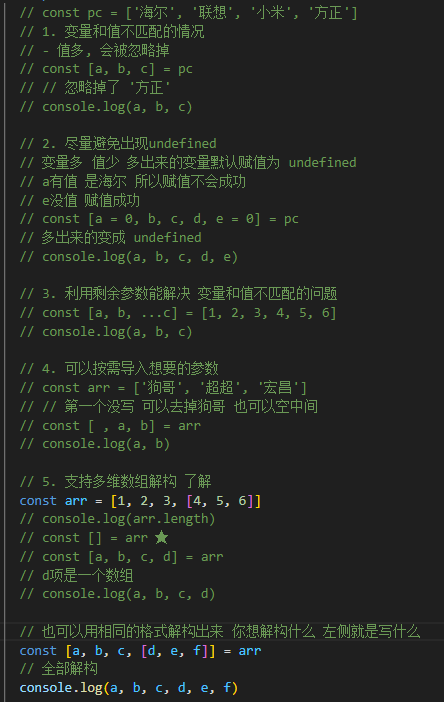 // const pc = ['海尔', '联想', '小米', '方正']
// 1. 变量和值不匹配的情况
// - 值多, 会被忽略掉
// const [a, b, c] = pc
// // 忽略掉了 '方正'
// console.log(a, b, c)
// 2. 尽量避免出现undefined
// 变量多 值少 多出来的变量默认赋值为 undefined
// a有值 是海尔 所以赋值不会成功
// e没值 赋值成功
// const [a = 0, b, c, d, e = 0] = pc
// 多出来的变成 undefined
// console.log(a, b, c, d, e)
// 3. 利用剩余参数能解决 变量和值不匹配的问题
// const [a, b, ...c] = [1, 2, 3, 4, 5, 6]
// console.log(a, b, c)
// 4. 可以按需导入想要的参数
// const arr = ['狗哥', '超超', '宏昌']
// // 第一个没写 可以去掉狗哥 也可以空中间
// const [ , a, b] = arr
// console.log(a, b)
// 5. 支持多维数组解构 了解
const arr = [1, 2, 3, [4, 5, 6]]
// console.log(arr.length)
// const [] = arr ★
// const [a, b, c, d] = arr
// d项是一个数组
// console.log(a, b, c, d)
// 也可以用相同的格式解构出来 你想解构什么 左侧就是写什么
const [a, b, c, [d, e, f]] = arr
// 全部解构
console.log(a, b, c, d, e, f)